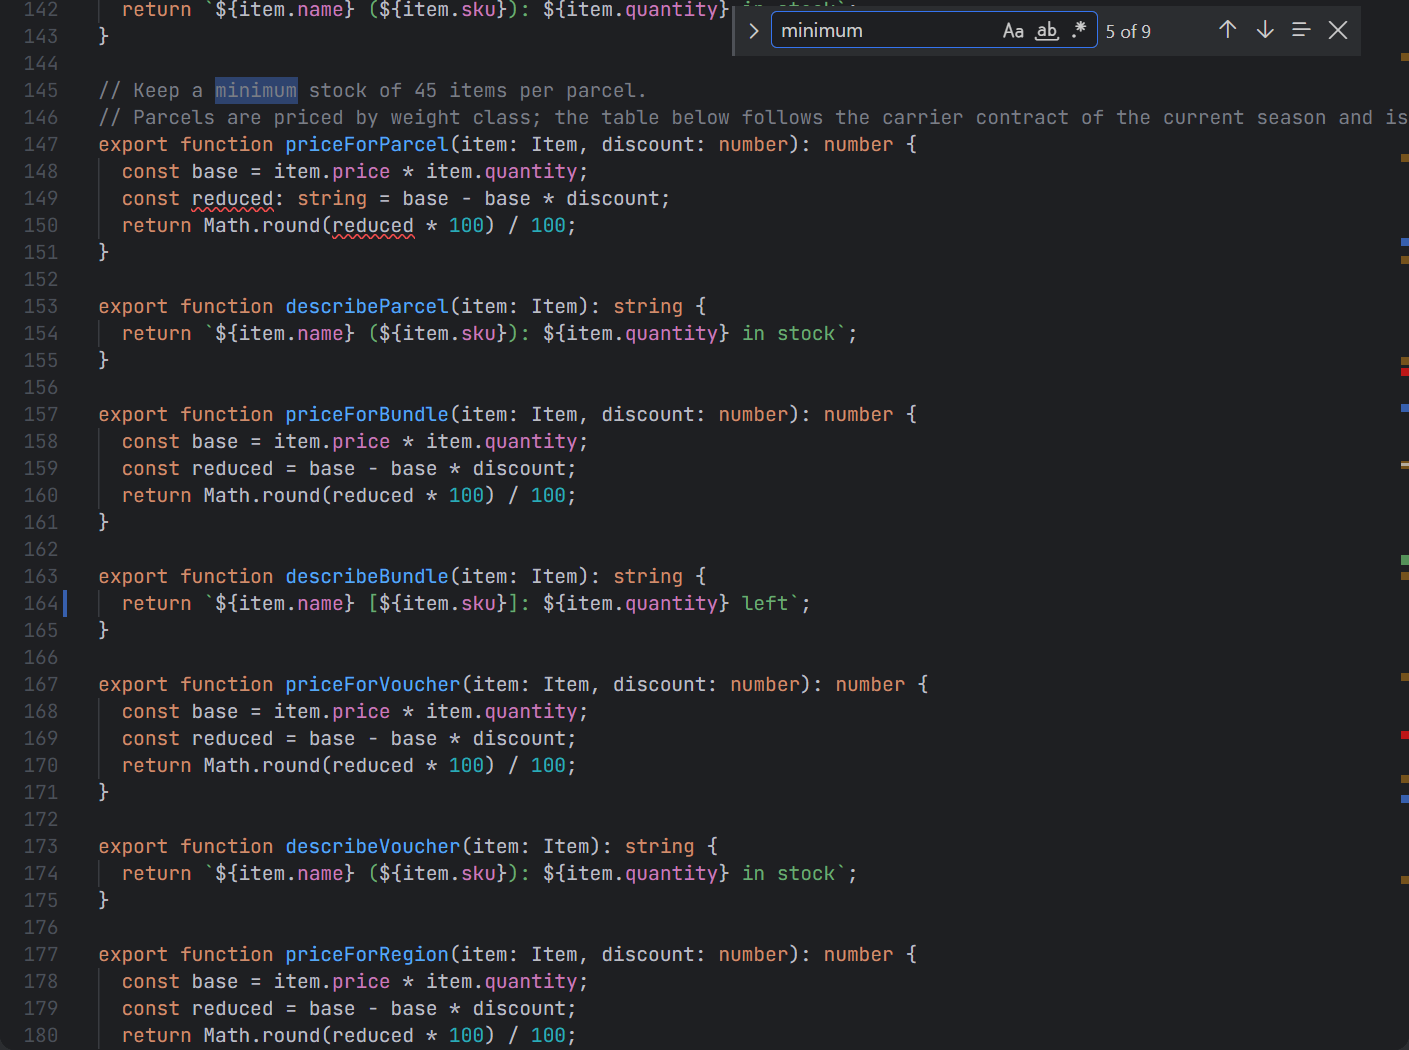 142   return `${item.name} (${item.sku}): ${item.quantity} in stock`;
minimum Aa ab .* 5 of 9
143 }
144
145 // Keep a minimum stock of 45 items per parcel.
146 // Parcels are priced by weight class; the table below follows the carrier contract of the current season and is
147 export function priceForParcel(item: Item, discount: number): number {
148   const base = item.price * item.quantity;
149   const reduced: string = base - base * discount;
150   return Math.round(reduced * 100) / 100;
151 }
152
153 export function describeParcel(item: Item): string {
154   return `${item.name} (${item.sku}): ${item.quantity} in stock`;
155 }
156
157 export function priceForBundle(item: Item, discount: number): number {
158   const base = item.price * item.quantity;
159   const reduced = base - base * discount;
160   return Math.round(reduced * 100) / 100;
161 }
162
163 export function describeBundle(item: Item): string {
164   return `${item.name} [${item.sku}]: ${item.quantity} left`;
165 }
166
167 export function priceForVoucher(item: Item, discount: number): number {
168   const base = item.price * item.quantity;
169   const reduced = base - base * discount;
170   return Math.round(reduced * 100) / 100;
171 }
172
173 export function describeVoucher(item: Item): string {
174   return `${item.name} (${item.sku}): ${item.quantity} in stock`;
175 }
176
177 export function priceForRegion(item: Item, discount: number): number {
178   const base = item.price * item.quantity;
179   const reduced = base - base * discount;
180   return Math.round(reduced * 100) / 100;